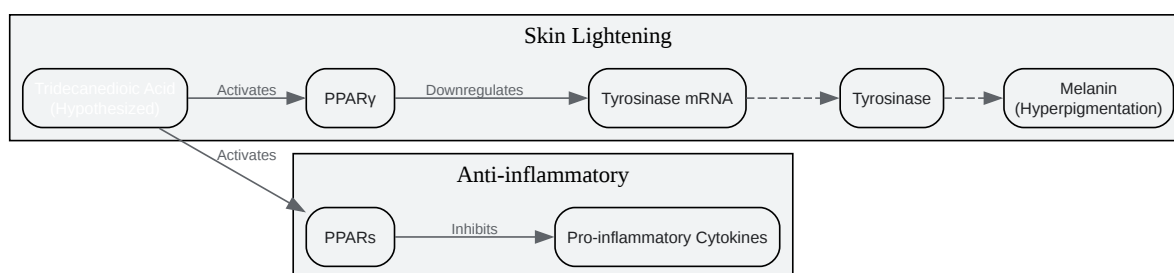 Skin Lightening
Tridecanedioic Acid
(Hypothesized)
Activates
PPARγ
Downregulates
Tyrosinase mRNA
Tyrosinase
Melanin
(Hyperpigmentation)
Activates
Anti-inflammatory
PPARs
Inhibits
Pro-inflammatory Cytokines